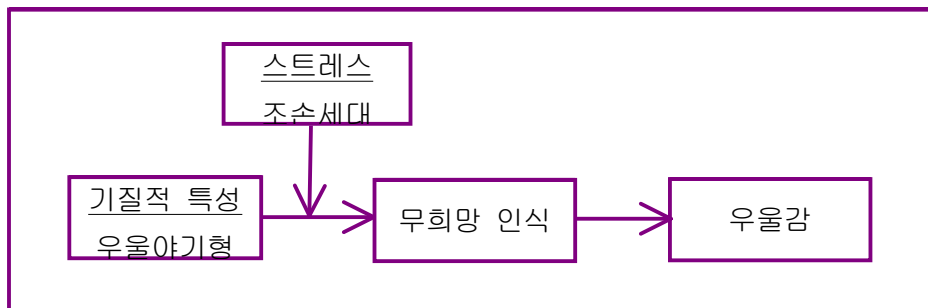 스트레스
조손세대
기질적 특성
우울야기형
무희망 인식
우울감